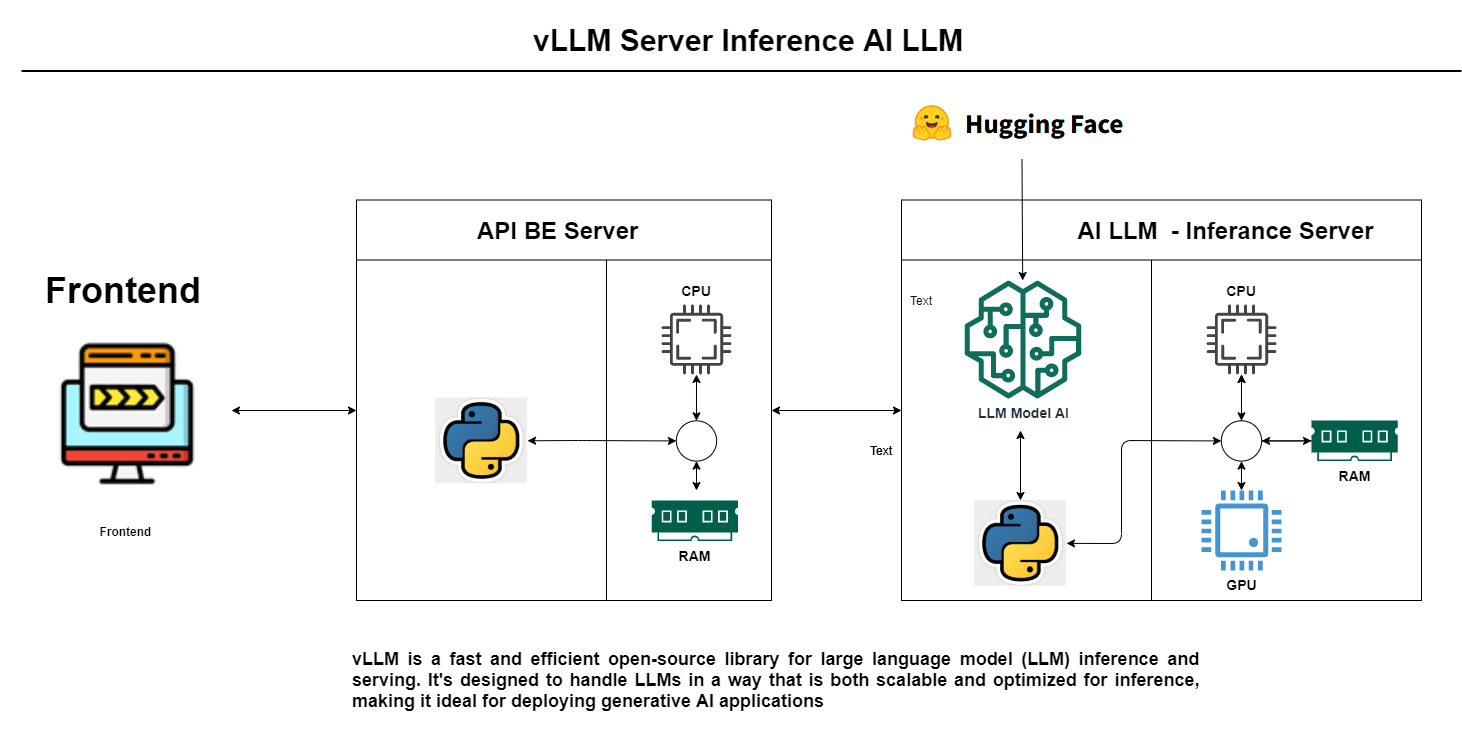 vLLM Server Inference AI LLM
Hugging Face
API BE Server
AI LLM - Inferance Server
Frontend
CPU
RAM
Frontend
Text
Text
LLM Model AI
CPU
RAM
GPU
vLLM is a fast and efficient open-source library for large language model (LLM) inference and
serving. It's designed to handle LLMs in a way that is both scalable and optimized for inference,
making it ideal for deploying generative AI applications